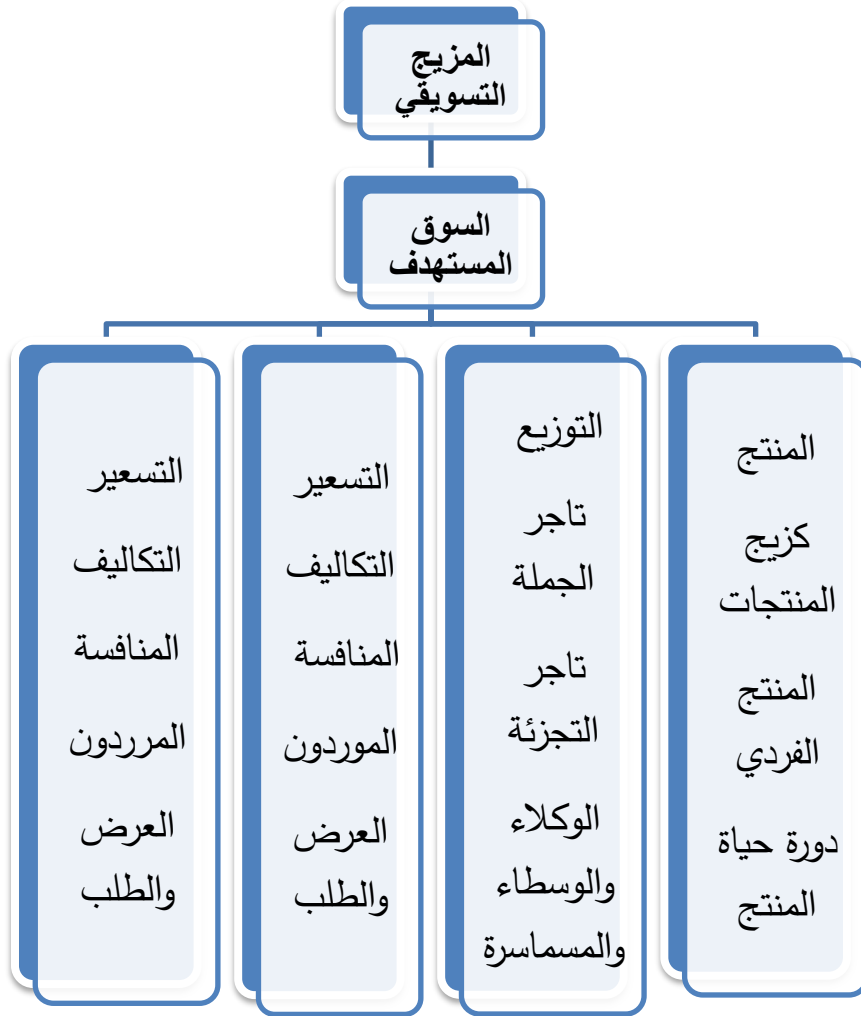 المزيج
التسويقي
السوق
المستهدف
المنتج
كزيج
المنتجات
المنتج
الفردي
دورة حياة
المنتج
التوزيع
تاجر
الجملة
تاجر
التجزئة
الوكلاء
والوسطاء
والمسماسرة
التسعير
التكاليف
المنافسة
الموردون
العرض
والطلب
التسعير
التكاليف
المنافسة
المرردون
العرض
والطلب